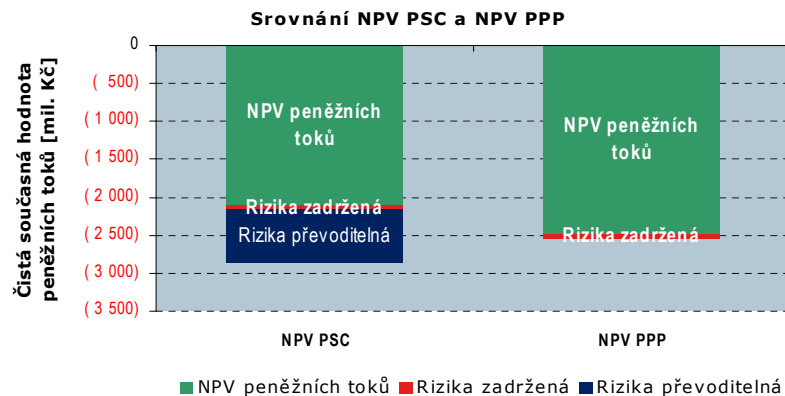 Srovnání NPV PSC a NPV PPP
Čistá současná hodnota
peněžních toků [mil. Kč]
0
( 500)
( 1 000)
( 1 500)
( 2 000)
( 2 500)
( 3 000)
( 3 500)
NPV peněžních
toků
Rizika zadržená
Rizika převoditelná
NPV peněžních
toků
Rizika zadržená
NPV PSC
NPV PPP
NPV peněžních toků
Rizika zadržená
Rizika převoditelná